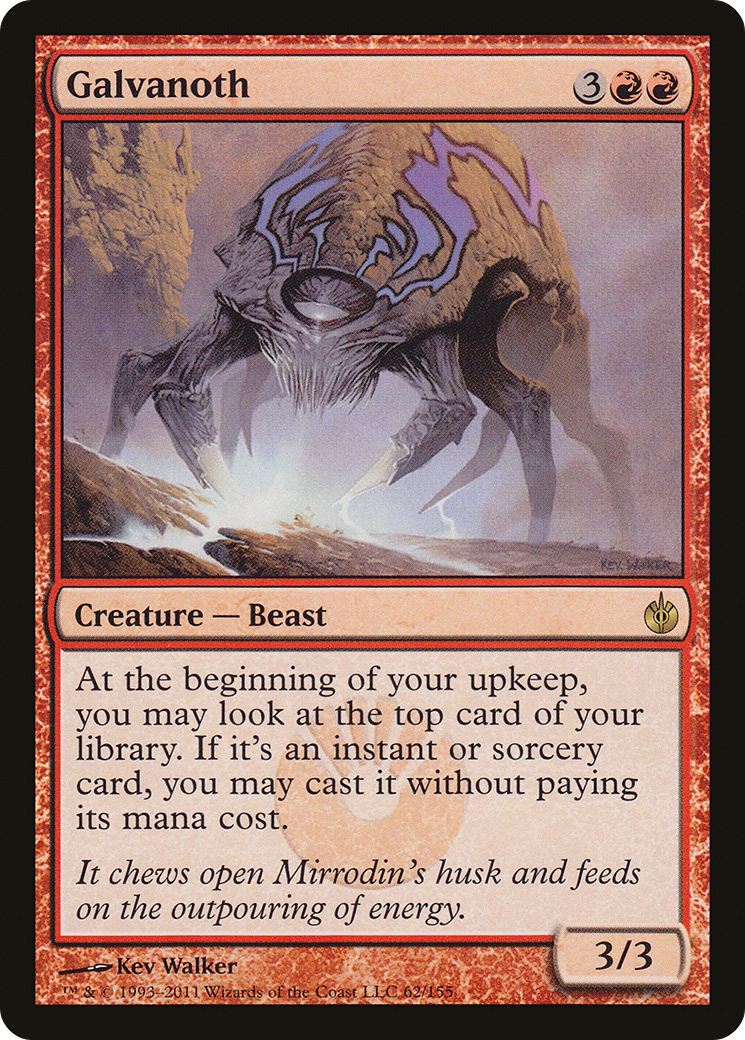 Galvanoth 3
Kev. Walker
Creature — Beast
At the beginning of your upkeep,
you may look at the top card of your
library. If it's an instant or sorcery
card, you may cast it without paying
its mana cost.
It chews open Mirrodin's husk and feeds
on the outpouring of energy.
3/3
Kev Walker
™ & © 1993–2011 Wizards of the Coast LLC 62/155